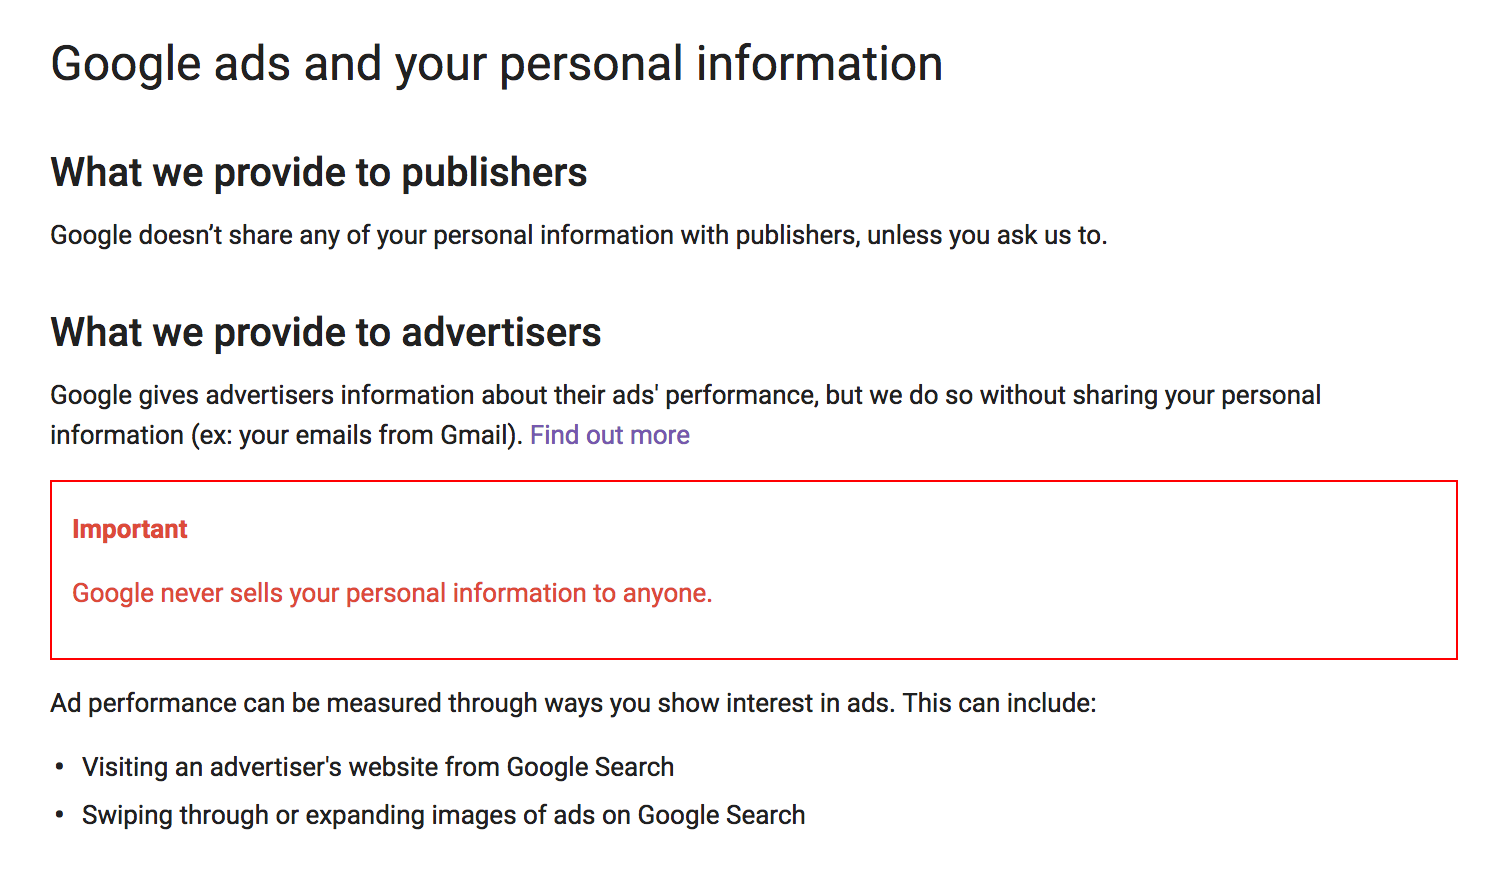 Google ads and your personal information
What we provide to publishers
Google doesn’t share any of your personal information with publishers, unless you ask us to.
What we provide to advertisers
Google gives advertisers information about their ads' performance, but we do so without sharing your personal
information (ex: your emails from Gmail). Find out more
Important
Google never sells your personal information to anyone.
Ad performance can be measured through ways you show interest in ads. This can include:
• Visiting an advertiser's website from Google Search
• Swiping through or expanding images of ads on Google Search